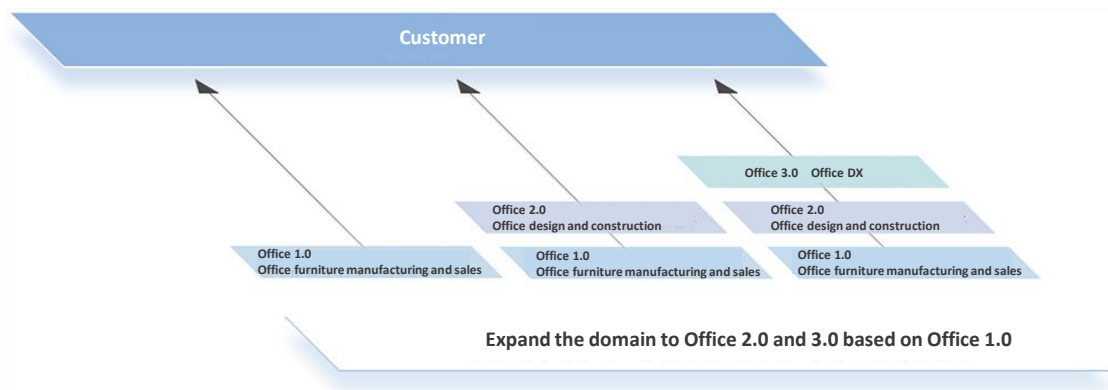 Customer
Office 3.0 Office DX
Office 2.0
Office design and construction
Office 2.0
Office design and construction
Office 1.0
Office furniture manufacturing and sales
Office 1.0
Office furniture manufacturing and sales
Office 1.0
Office furniture manufacturing and sales
Expand the domain to Office 2.0 and 3.0 based on Office 1.0